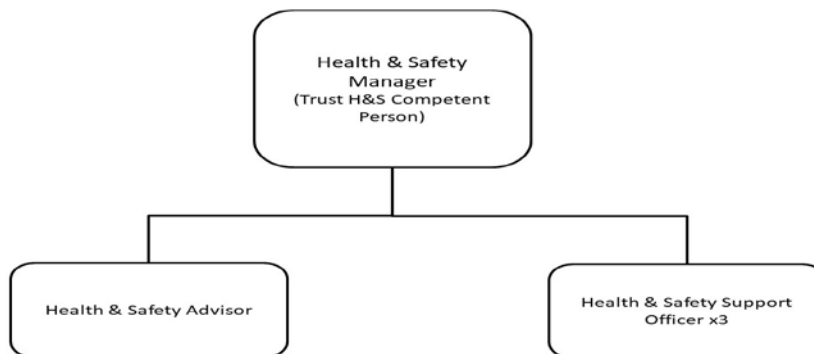 Health & Safety
Manager
(Trust H&S Competent
Person)
Health & Safety Advisor
Health & Safety Support
Officer x3